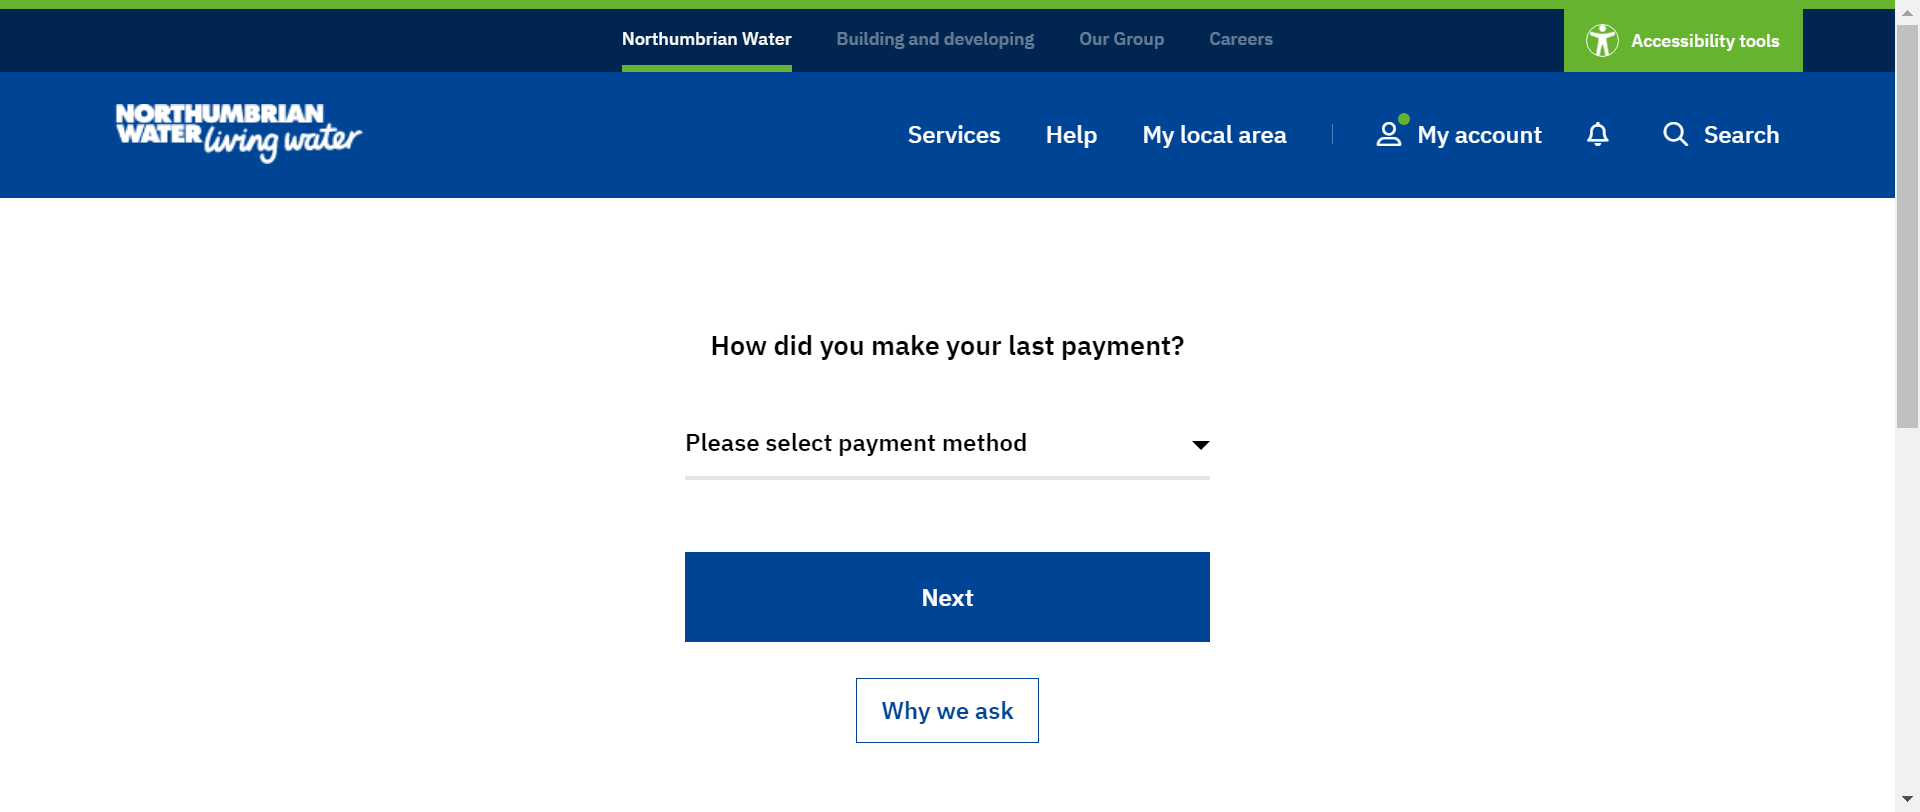 Northumbrian Water Building and developing Our Group Careers Accessibility tools
NORTHUMBRIAN
WATER living water
Services Help My local area My account Search
How did you make your last payment?
Please select payment method
Next
Why we ask